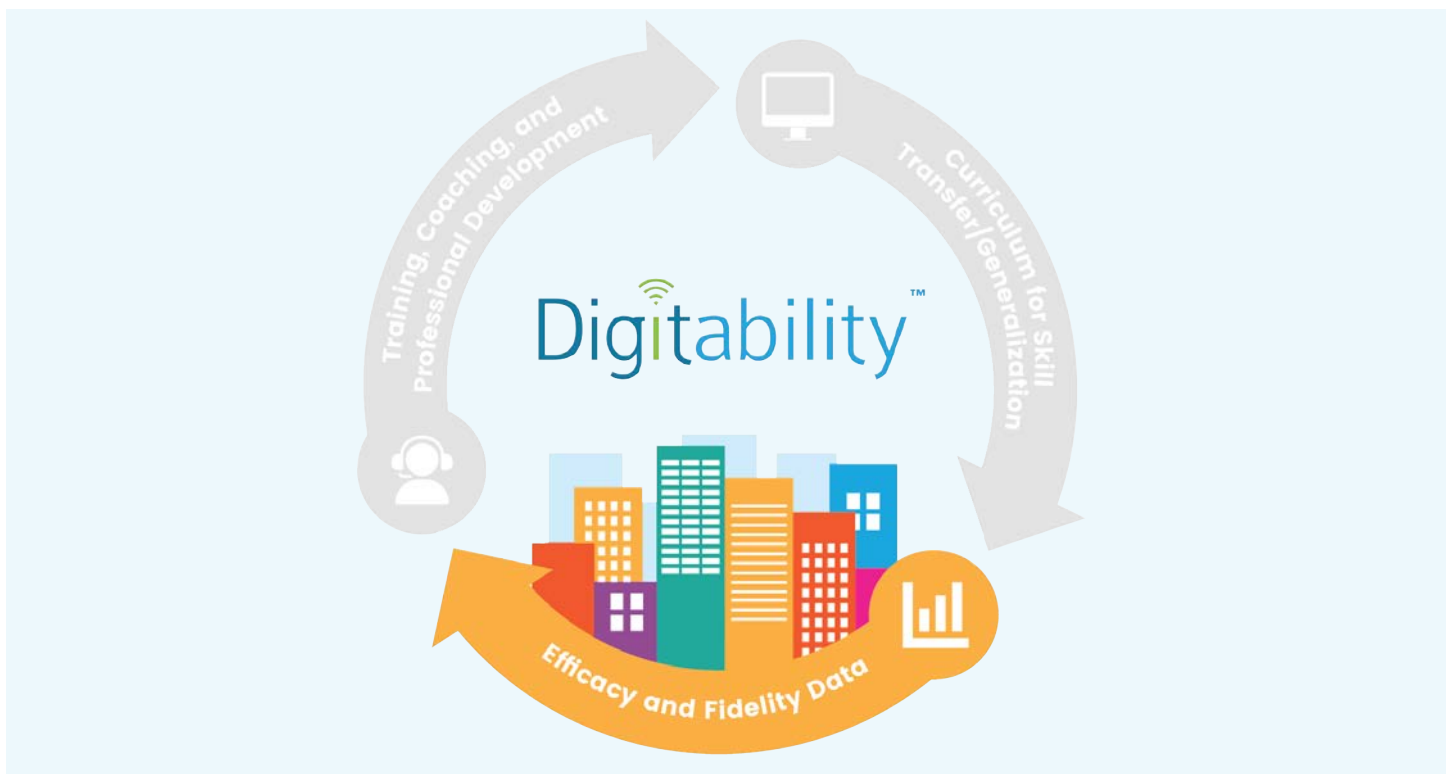 Training, Coaching, and
Professional Development
Curriculum for Skill
Transfer/Generalization
Digitability™
Efficacy and Fidelity Data